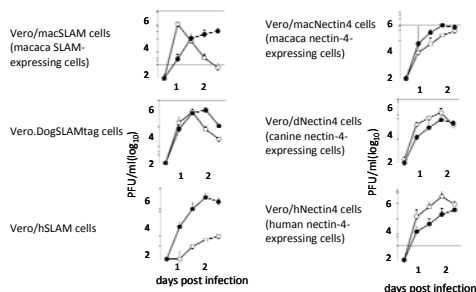 Vero/macSLAM cells
(macaca SLAM-
expressing cells)
6
4
2
1 2
Vero.DogSLAMtag cells
6
4
2
1 2
Vero/hSLAM cells
6
4
2
1 2
PFU/ml(log10)
days post infection
Vero/macNectin4 cells
(macaca nectin-4-
expressing cells)
6
4
2
1 2
Vero/dNectin4 cells
(canine nectin-4-
expressing cells)
6
4
2
1 2
Vero/hNectin4 cells
(human nectin-4-
expressing cells)
6
4
2
1 2
PFU/ml(log10)
days post infection